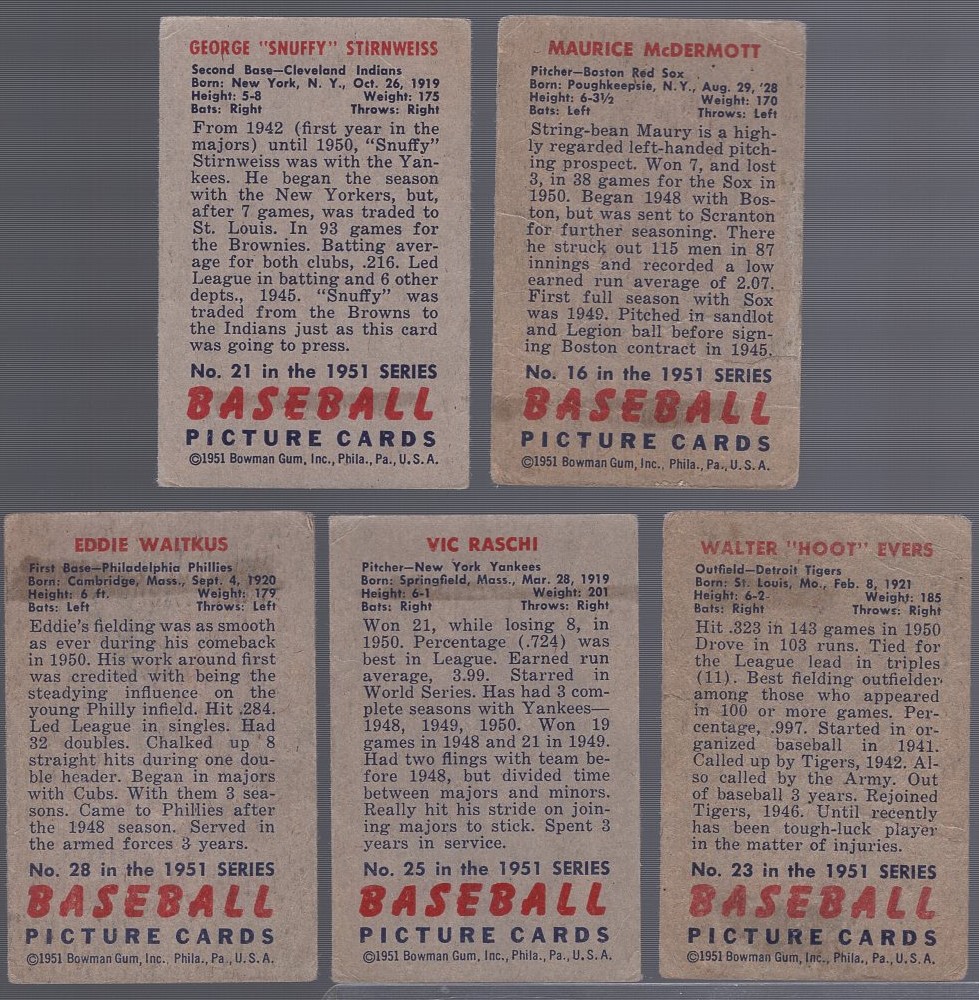 GEORGE "SNUFFY" STIRNWEISS
Second Base—Cleveland Indians
Born: New York, N. Y., Oct. 26, 1919
Height: 5-8 Weight: 175
Bats: Right Throws: Right
From 1942 (first year in the
majors) until 1950, "Snuffy"
Stirnweiss was with the Yan-
kees. He began the season
with the New Yorkers, but,
after 7 games, was traded to
St. Louis. In 93 games for
the Brownies. Batting aver-
age for both clubs, .216. Led
League in batting and 6 other
depts., 1945. "Snuffy" was
traded from the Browns to
the Indians just as this card
was going to press.
No. 21 in the 1951 SERIES
BASEBALL
PICTURE CARDS
©1951 Bowman Gum, Inc., Phila., Pa., U. S. A.
MAURICE McDERMOTT
Pitcher—Boston Red Sox
Born: Poughkeepsie, N. Y., Aug. 29, '28
Height: 6-3½ Weight: 170
Bats: Left Throws: Left
String-bean Maury is a high-
ly regarded left-handed pitch-
ing prospect. Won 7, and lost
3, in 38 games for the Sox in
1950. Began 1948 with Bos-
ton, but was sent to Scranton
for further seasoning. There
he struck out 115 men in 87
innings and recorded a low
earned run average of 2.07.
First full season with Sox
was 1949. Pitched in sandlot
and Legion ball before sign-
ing Boston contract in 1945.
No. 16 in the 1951 SERIES
BASEBALL
PICTURE CARDS
©1951 Bowman Gum, Inc., Phila., Pa., U. S. A.
EDDIE WAITKUS
First Base—Philadelphia Phillies
Born: Cambridge, Mass., Sept. 4, 1920
Height: 6 ft. Weight: 179
Bats: Left Throws: Left
Eddie's fielding was as smooth
as ever during his comeback
in 1950. His work around first
was credited with being the
steadying influence on the
young Philly infield. Hit .284.
Led League in singles. Had
32 doubles. Chalked up 8
straight hits during one dou-
ble header. Began in majors
with Cubs. With them 3 sea-
sons. Came to Phillies after
the 1948 season. Served in
the armed forces 3 years.
No. 28 in the 1951 SERIES
BASEBALL
PICTURE CARDS
©1951 Bowman Gum, Inc., Phila., Pa., U. S. A.
VIC RASCHI
Pitcher—New York Yankees
Born: Springfield, Mass., Mar. 28, 1919
Height: 6-1 Weight: 201
Bats: Right Throws: Right
Won 21, while losing 8, in
1950. Percentage (.724) was
best in League. Earned run
average, 3.99. Starred in
World Series. Has had 3 com-
plete seasons with Yankees—
1948, 1949, 1950. Won 19
games in 1948 and 21 in 1949.
Had two flings with team be-
fore 1948, but divided time
between majors and minors.
Really hit his stride on join-
ing majors to stick. Spent 3
years in service.
No. 25 in the 1951 SERIES
BASEBALL
PICTURE CARDS
©1951 Bowman Gum, Inc., Phila., Pa., U. S. A.
WALTER "HOOT" EVERS
Outfield—Detroit Tigers
Born: St. Louis, Mo., Feb. 8, 1921
Height: 6-2 Weight: 185
Bats: Right Throws: Right
Hit .323 in 143 games in 1950
Drove in 103 runs. Tied for
the League lead in triples
(11). Best fielding outfielder
among those who appeared
in 100 or more games. Per-
centage, .997. Started in or-
ganized baseball in 1941.
Called up by Tigers, 1942. Al-
so called by the Army. Out
of baseball 3 years. Rejoined
Tigers, 1946. Until recently
has been tough-luck player
in the matter of injuries.
No. 23 in the 1951 SERIES
BASEBALL
PICTURE CARDS
©1951 Bowman Gum, Inc., Phila., Pa., U. S. A.